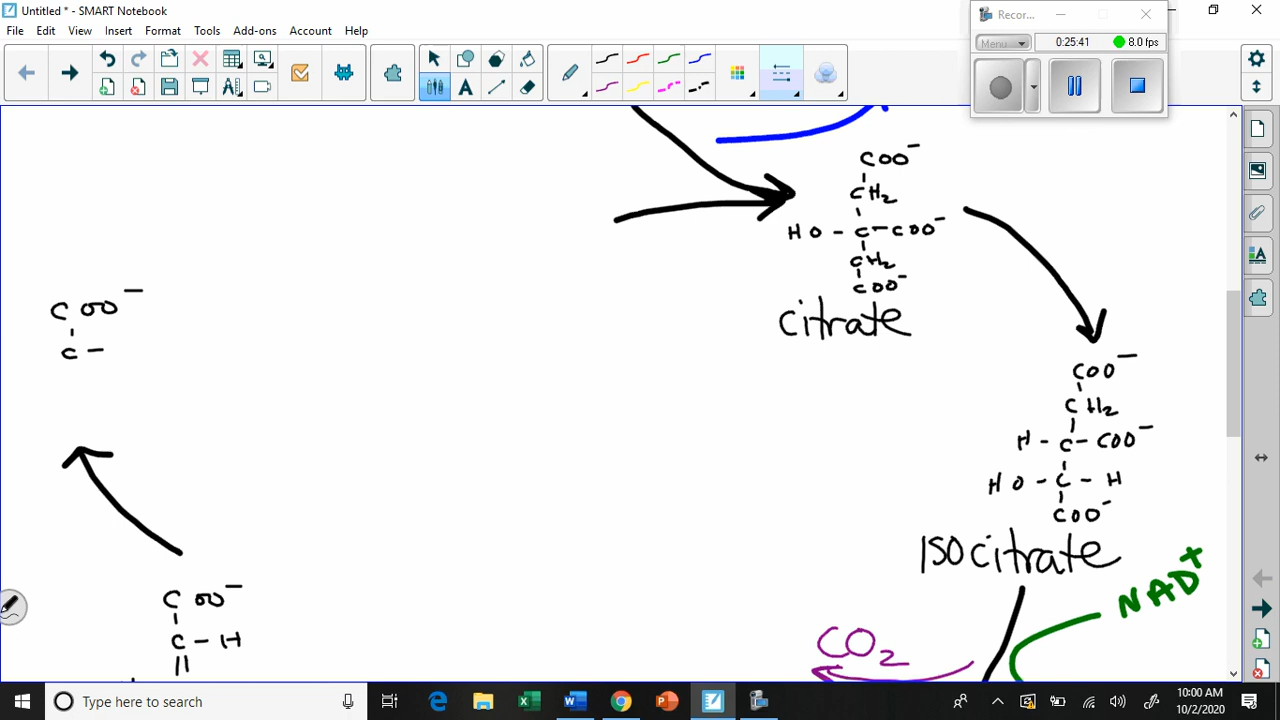 Untitled * - SMART Notebook
File Edit View Insert Format Tools Add-ons Account Help
Recor...
Menu
0:25:41
8.0 fps
COO⁻
CH₂
HO - C - COO⁻
CH₂
COO⁻
citrate
COO⁻
C -
COO⁻
CH₂
H - C - COO⁻
HO - C - H
COO⁻
Isocitrate
NAD⁺
CO₂
COO⁻
C - H
Type here to search
10:00 AM
10/2/2020